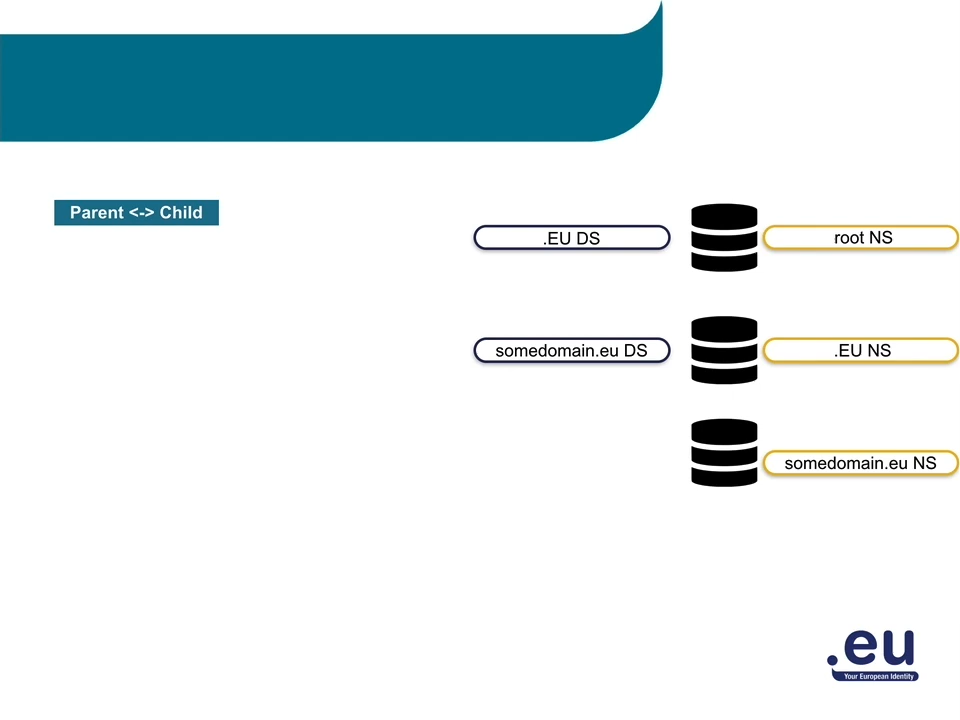 Parent <-> Child
.EU DS
root NS
somedomain.eu DS
.EU NS
somedomain.eu NS
.eu
Your European Identity